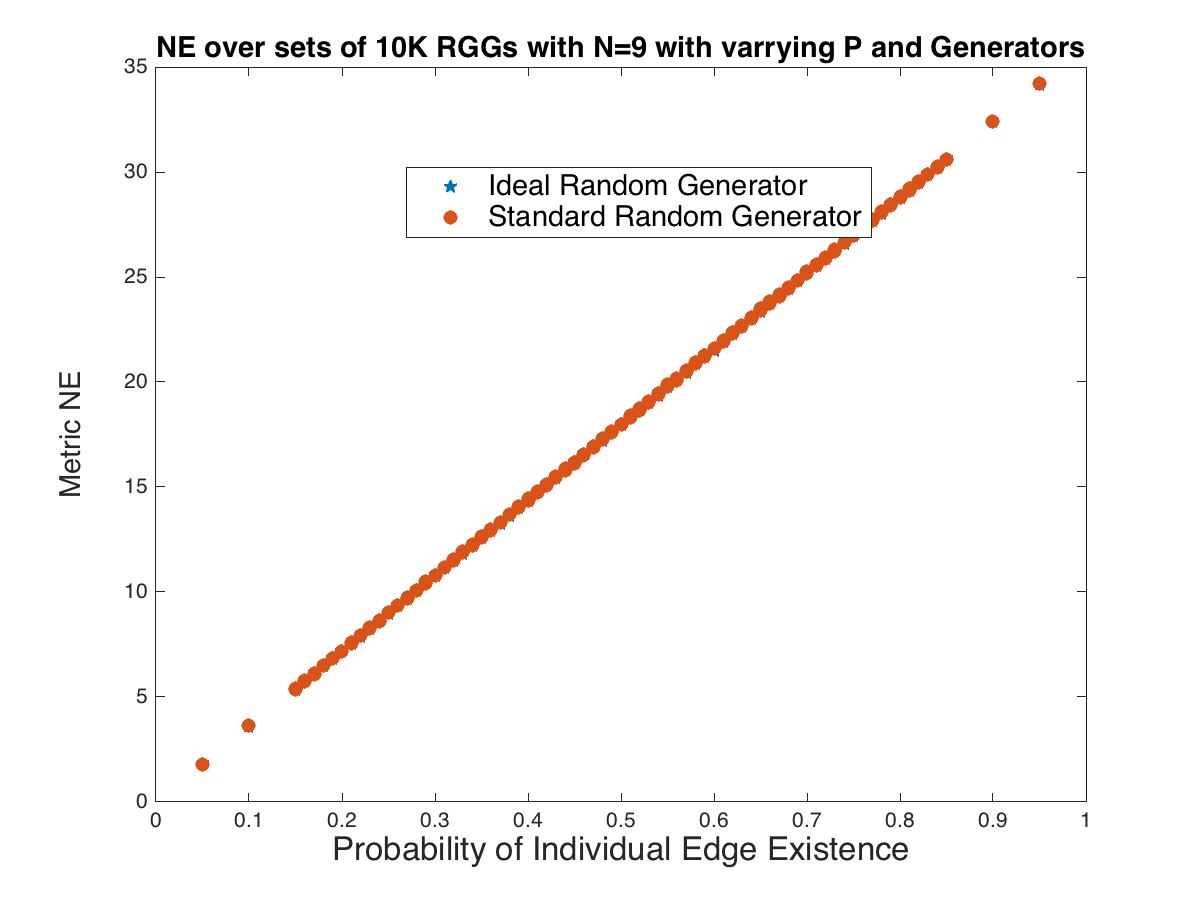 NE over sets of 10K RGGs with N=9 with varrying P and Generators
35
30
25
20
15
10
5
0
Metric NE
Ideal Random Generator
Standard Random Generator
0 0.1 0.2 0.3 0.4 0.5 0.6 0.7 0.8 0.9 1
Probability of Individual Edge Existence